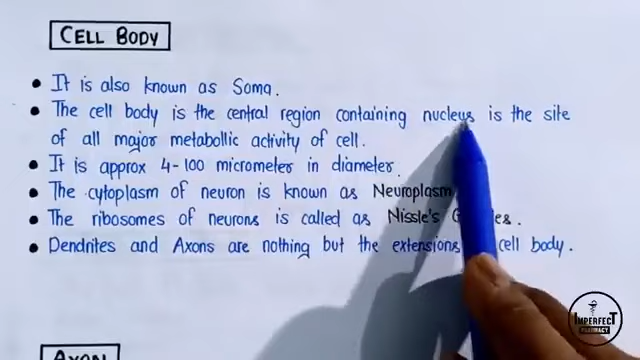 CELL BODY
It is also known as Soma.
The cell body is the central region containing nucleus is the site
of all major metabollic activity of cell.
It is approx 4-100 micrometer in diameter.
The cytoplasm of neuron is known as Neuroplasm
The ribosomes of neurons is called as Nissle's
Dendrites and Axons are nothing but the extensions cell body.
AXON
IMPERFECT
PHARMACY